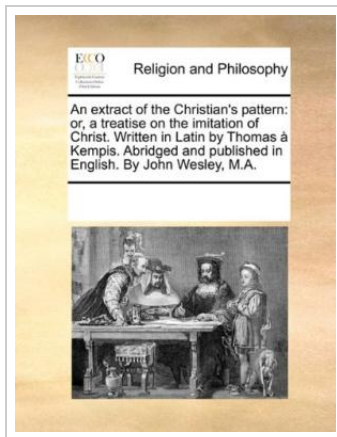 ECCO
Religion and Philosophy
An extract of the Christian's pattern:
or, a treatise on the imitation of
Christ. Written in Latin by Thomas à
Kempis. Abridged and published in
English. By John Wesley, M.A.